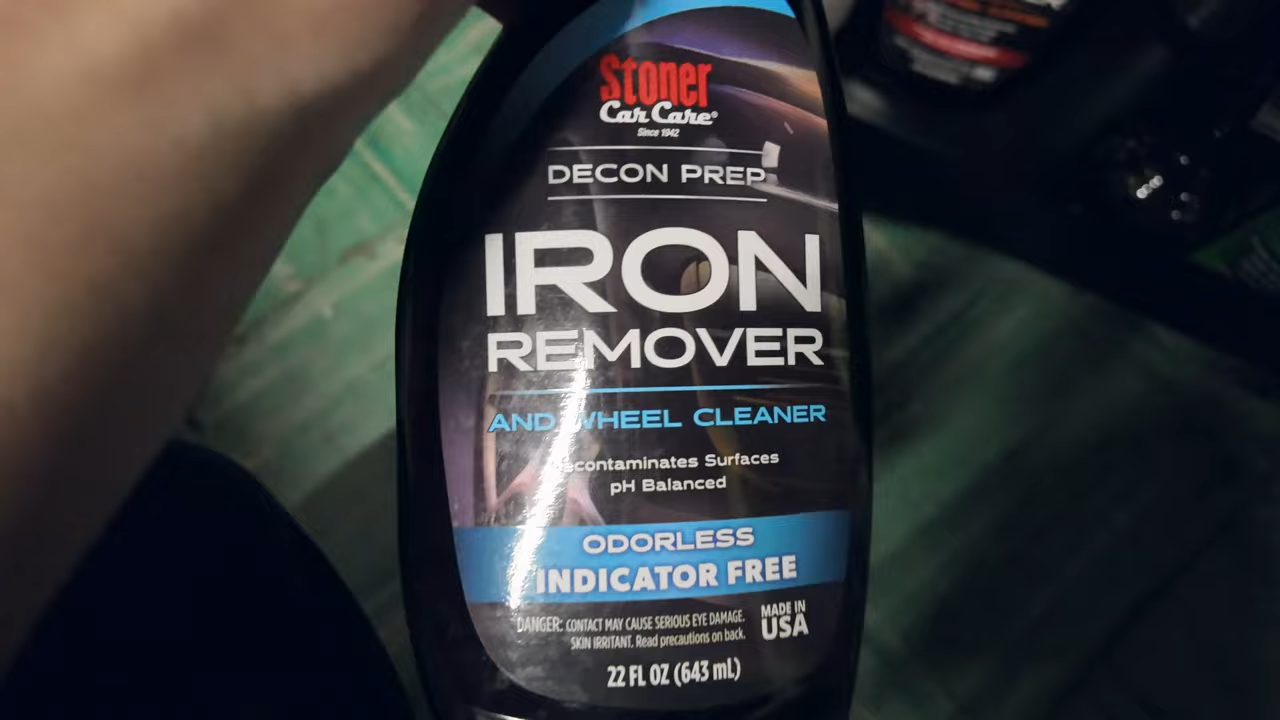 Stoner
Car Care®
Since 1942
DECON PREP
IRON
REMOVER
AND WHEEL CLEANER
Decontaminates Surfaces
pH Balanced
ODORLESS
INDICATOR FREE
DANGER: CONTACT MAY CAUSE SERIOUS EYE DAMAGE.
SKIN IRRITANT. Read precautions on back.
MADE IN
USA
22 FL OZ (643 mL)